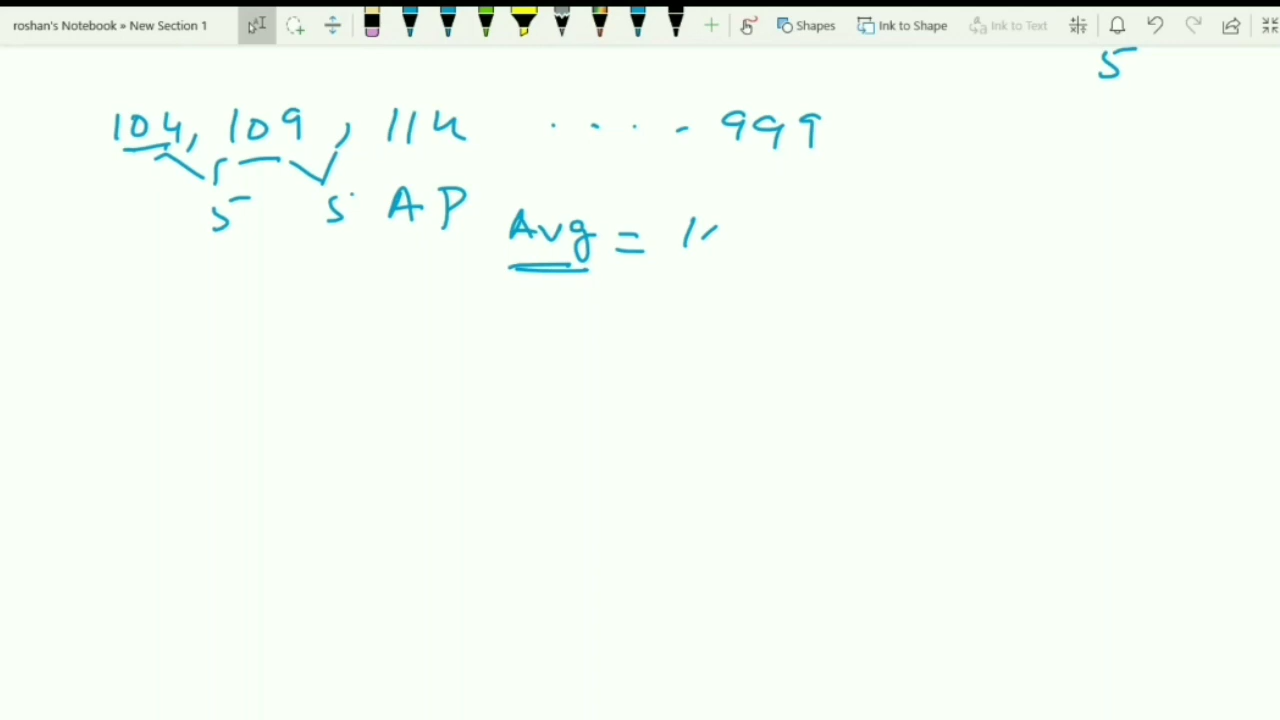 roshan's Notebook » New Section 1
Shapes
Ink to Shape
Ink to Text
5
104, 109, 114 ..... 999
5 5 AP
Avg =